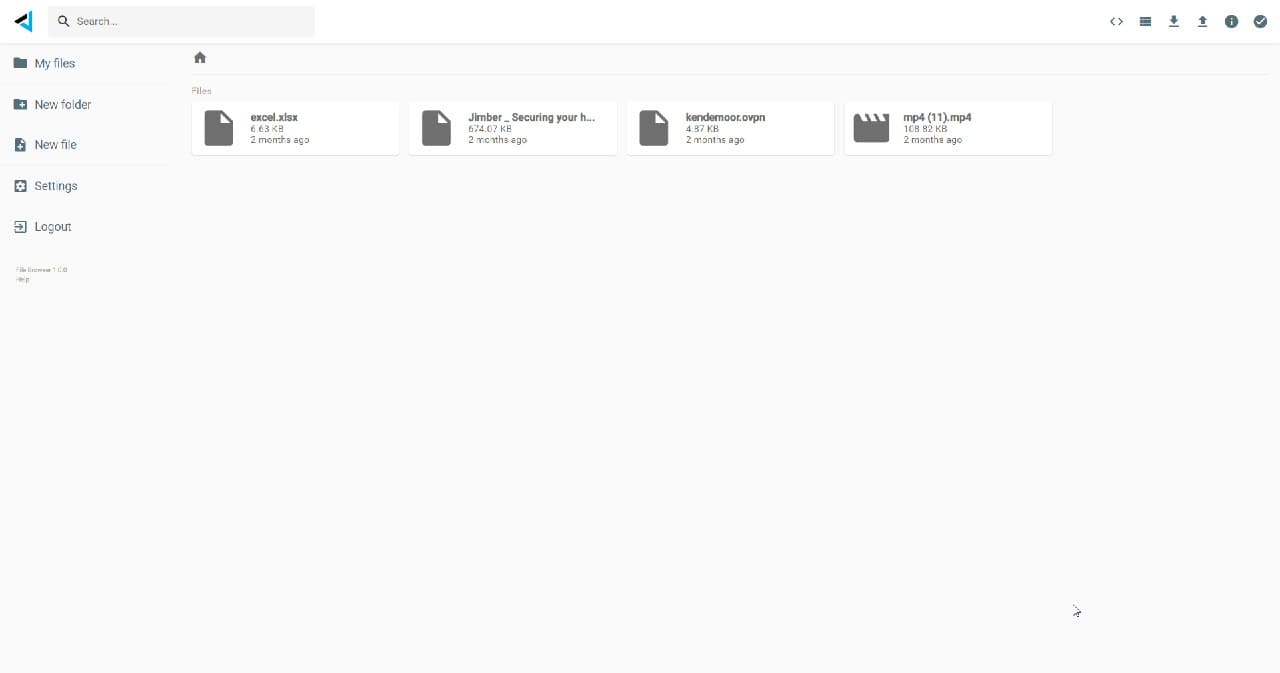 Search...
My files
New folder
New file
Settings
Logout
File Browser 1.0.0
Help
Files
excel.xlsx
6.63 KB
2 months ago
Jimber _ Securing your h...
674.07 KB
2 months ago
kendemoor.ovpn
4.87 KB
2 months ago
mp4 (11).mp4
108.82 KB
2 months ago